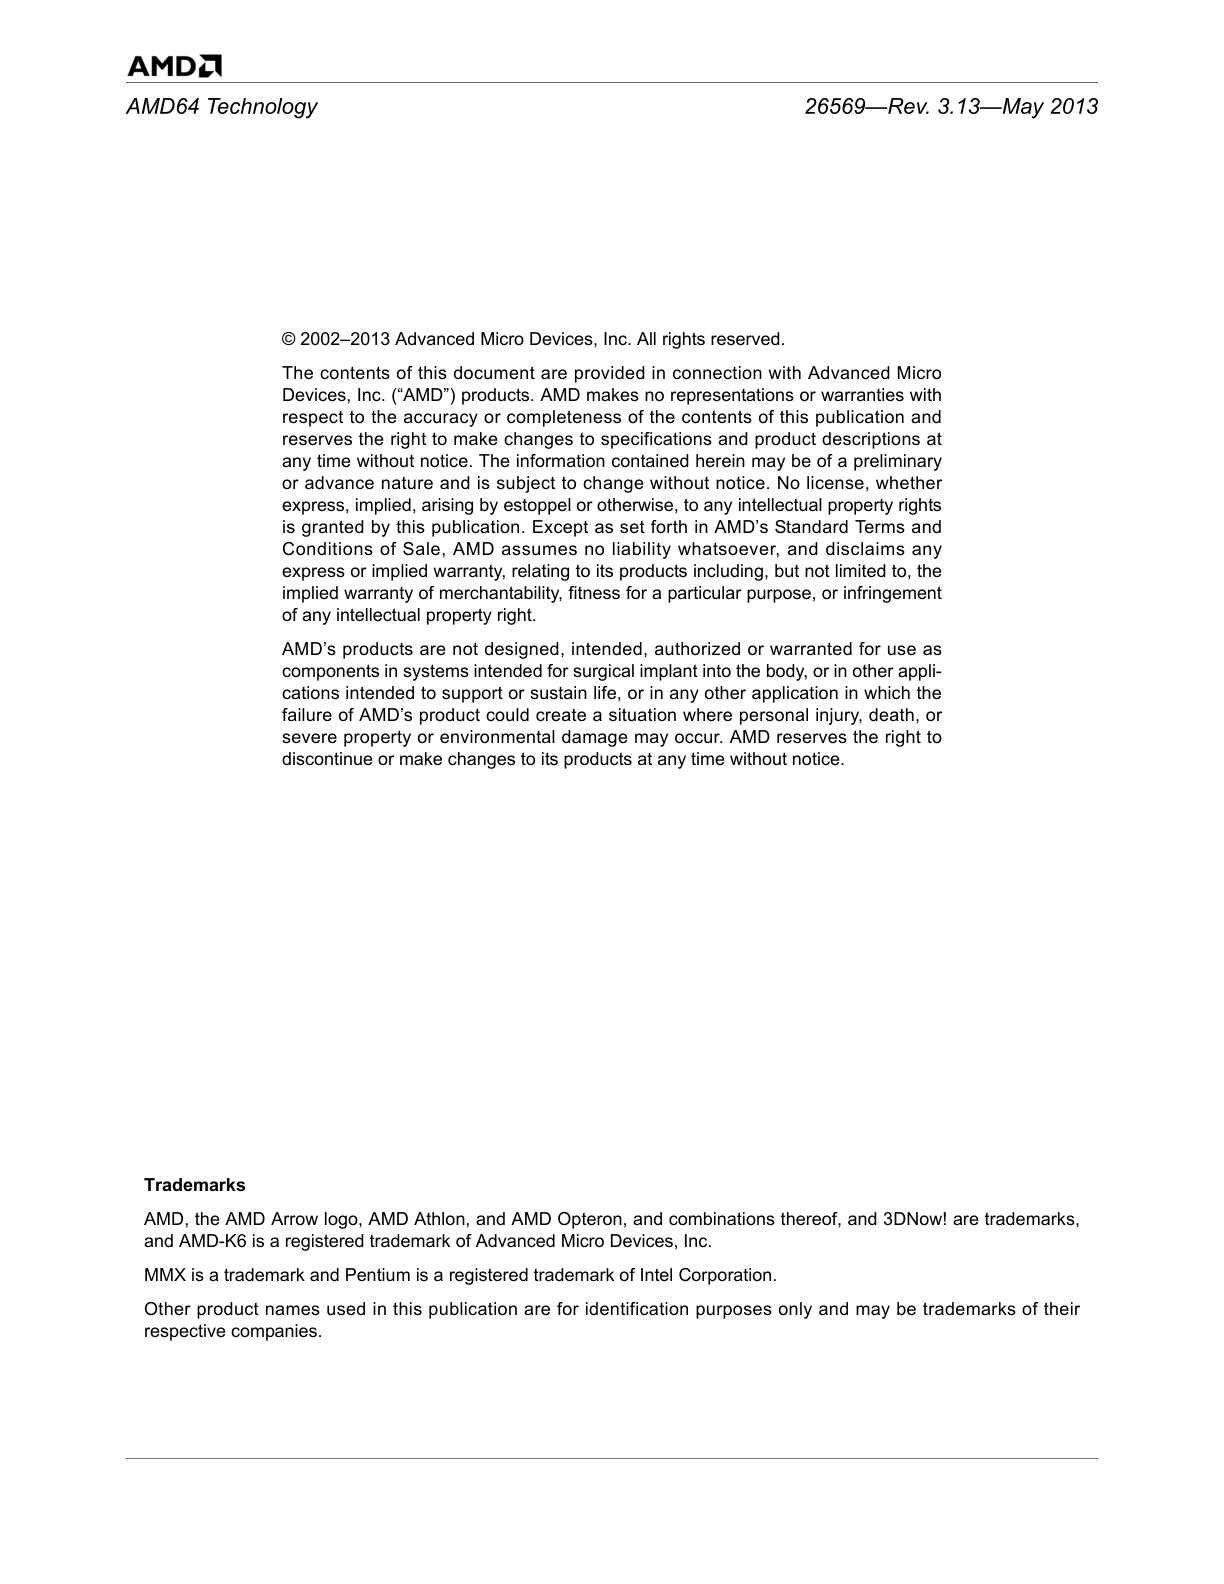 AMD
AMD64 Technology
26569—Rev. 3.13—May 2013
© 2002–2013 Advanced Micro Devices, Inc. All rights reserved.
The contents of this document are provided in connection with Advanced Micro
Devices, Inc. (“AMD”) products. AMD makes no representations or warranties with
respect to the accuracy or completeness of the contents of this publication and
reserves the right to make changes to specifications and product descriptions at
any time without notice. The information contained herein may be of a preliminary
or advance nature and is subject to change without notice. No license, whether
express, implied, arising by estoppel or otherwise, to any intellectual property rights
is granted by this publication. Except as set forth in AMD’s Standard Terms and
Conditions of Sale, AMD assumes no liability whatsoever, and disclaims any
express or implied warranty, relating to its products including, but not limited to, the
implied warranty of merchantability, fitness for a particular purpose, or infringement
of any intellectual property right.
AMD’s products are not designed, intended, authorized or warranted for use as
components in systems intended for surgical implant into the body, or in other appli-
cations intended to support or sustain life, or in any other application in which the
failure of AMD’s product could create a situation where personal injury, death, or
severe property or environmental damage may occur. AMD reserves the right to
discontinue or make changes to its products at any time without notice.
Trademarks
AMD, the AMD Arrow logo, AMD Athlon, and AMD Opteron, and combinations thereof, and 3DNow! are trademarks,
and AMD-K6 is a registered trademark of Advanced Micro Devices, Inc.
MMX is a trademark and Pentium is a registered trademark of Intel Corporation.
Other product names used in this publication are for identification purposes only and may be trademarks of their
respective companies.